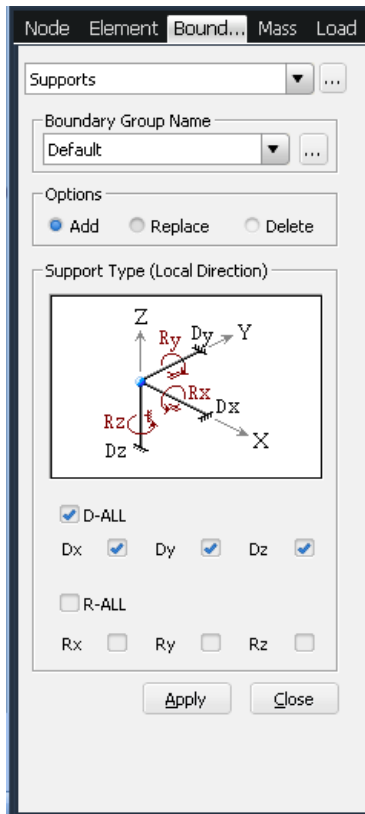 Node Element Bound... Mass Load
Supports ...
Boundary Group Name
Default ...
Options
Add Replace Delete
Support Type (Local Direction)
Z
Ry Dy Y
Rx
Rz Dx
Dz X
D-ALL
Dx Dy Dz
R-ALL
Rx Ry Rz
Apply Close